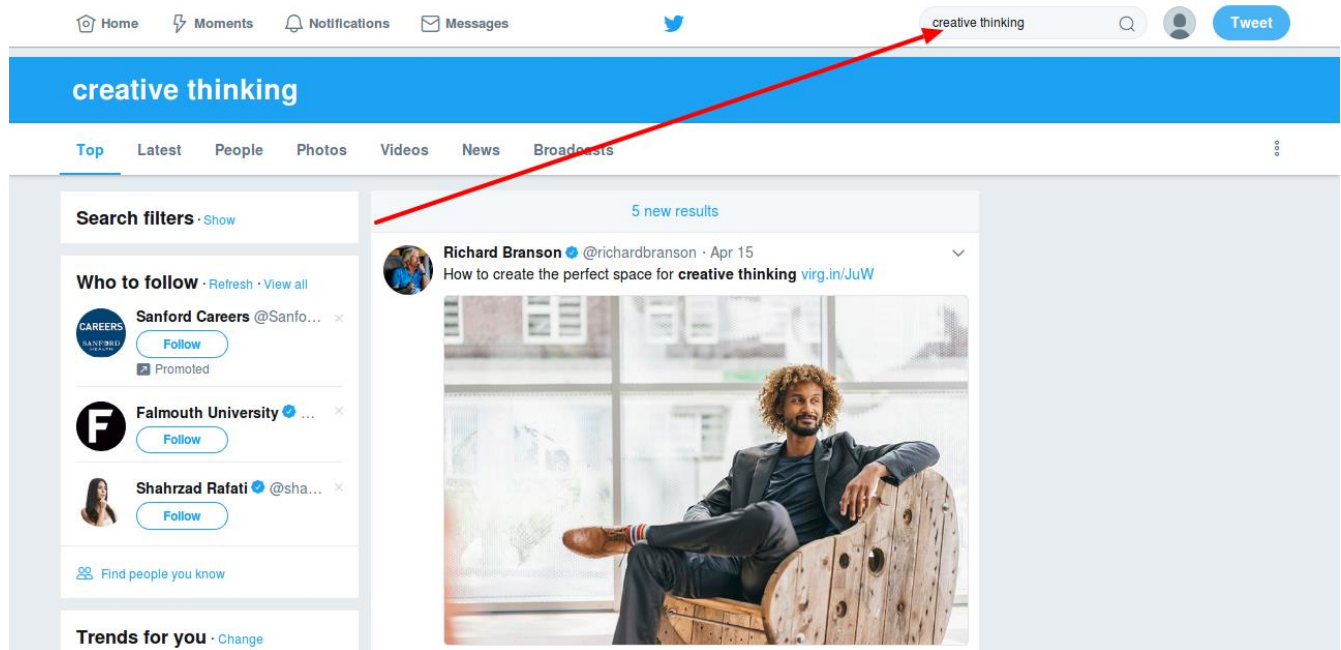 Home Moments Notifications Messages creative thinking Tweet
creative thinking
Top Latest People Photos Videos News Broadcasts
Search filters · Show
Who to follow · Refresh · View all
CAREERS
SANFORD
HEALTH
Sanford Careers @Sanfo...
Follow
Promoted
F
Falmouth University ...
Follow
Shahrzad Rafati @sha...
Follow
Find people you know
Trends for you · Change
5 new results
Richard Branson @richardbranson · Apr 15
How to create the perfect space for creative thinking virg.in/JuW